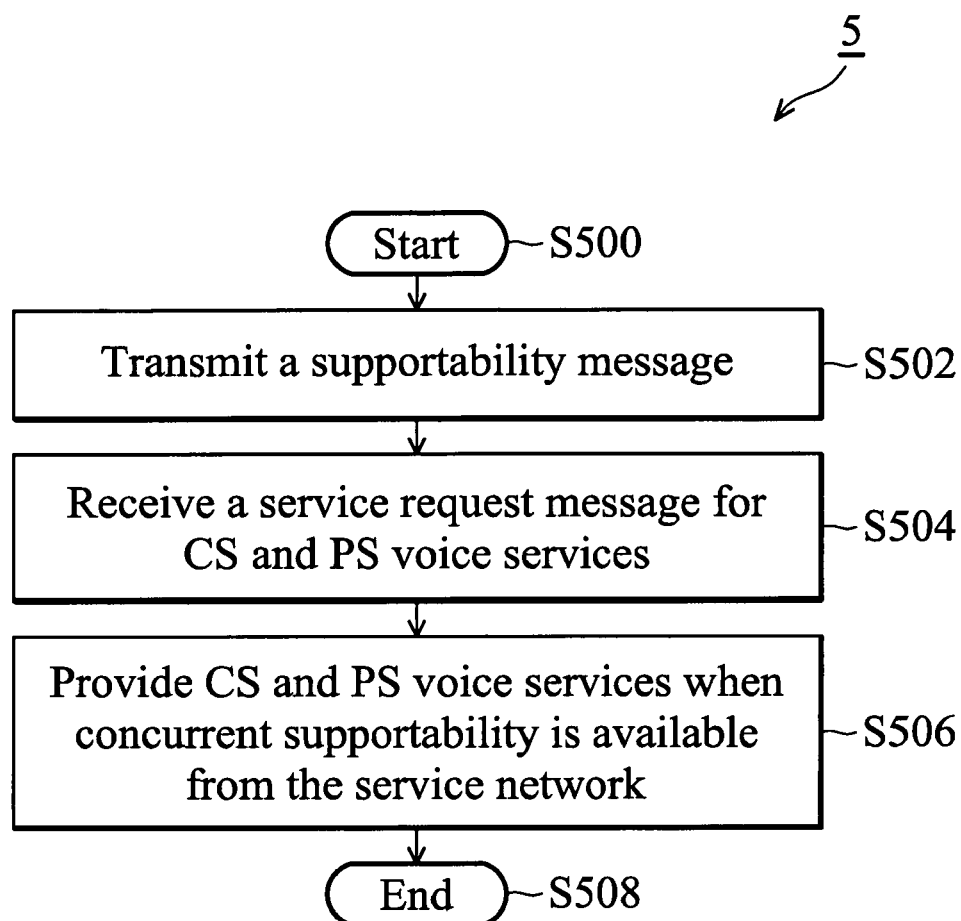 5
Start
S500
Transmit a supportability message
S502
Receive a service request message for
CS and PS voice services
S504
Provide CS and PS voice services when
concurrent supportability is available
from the service network
S506
End
S508